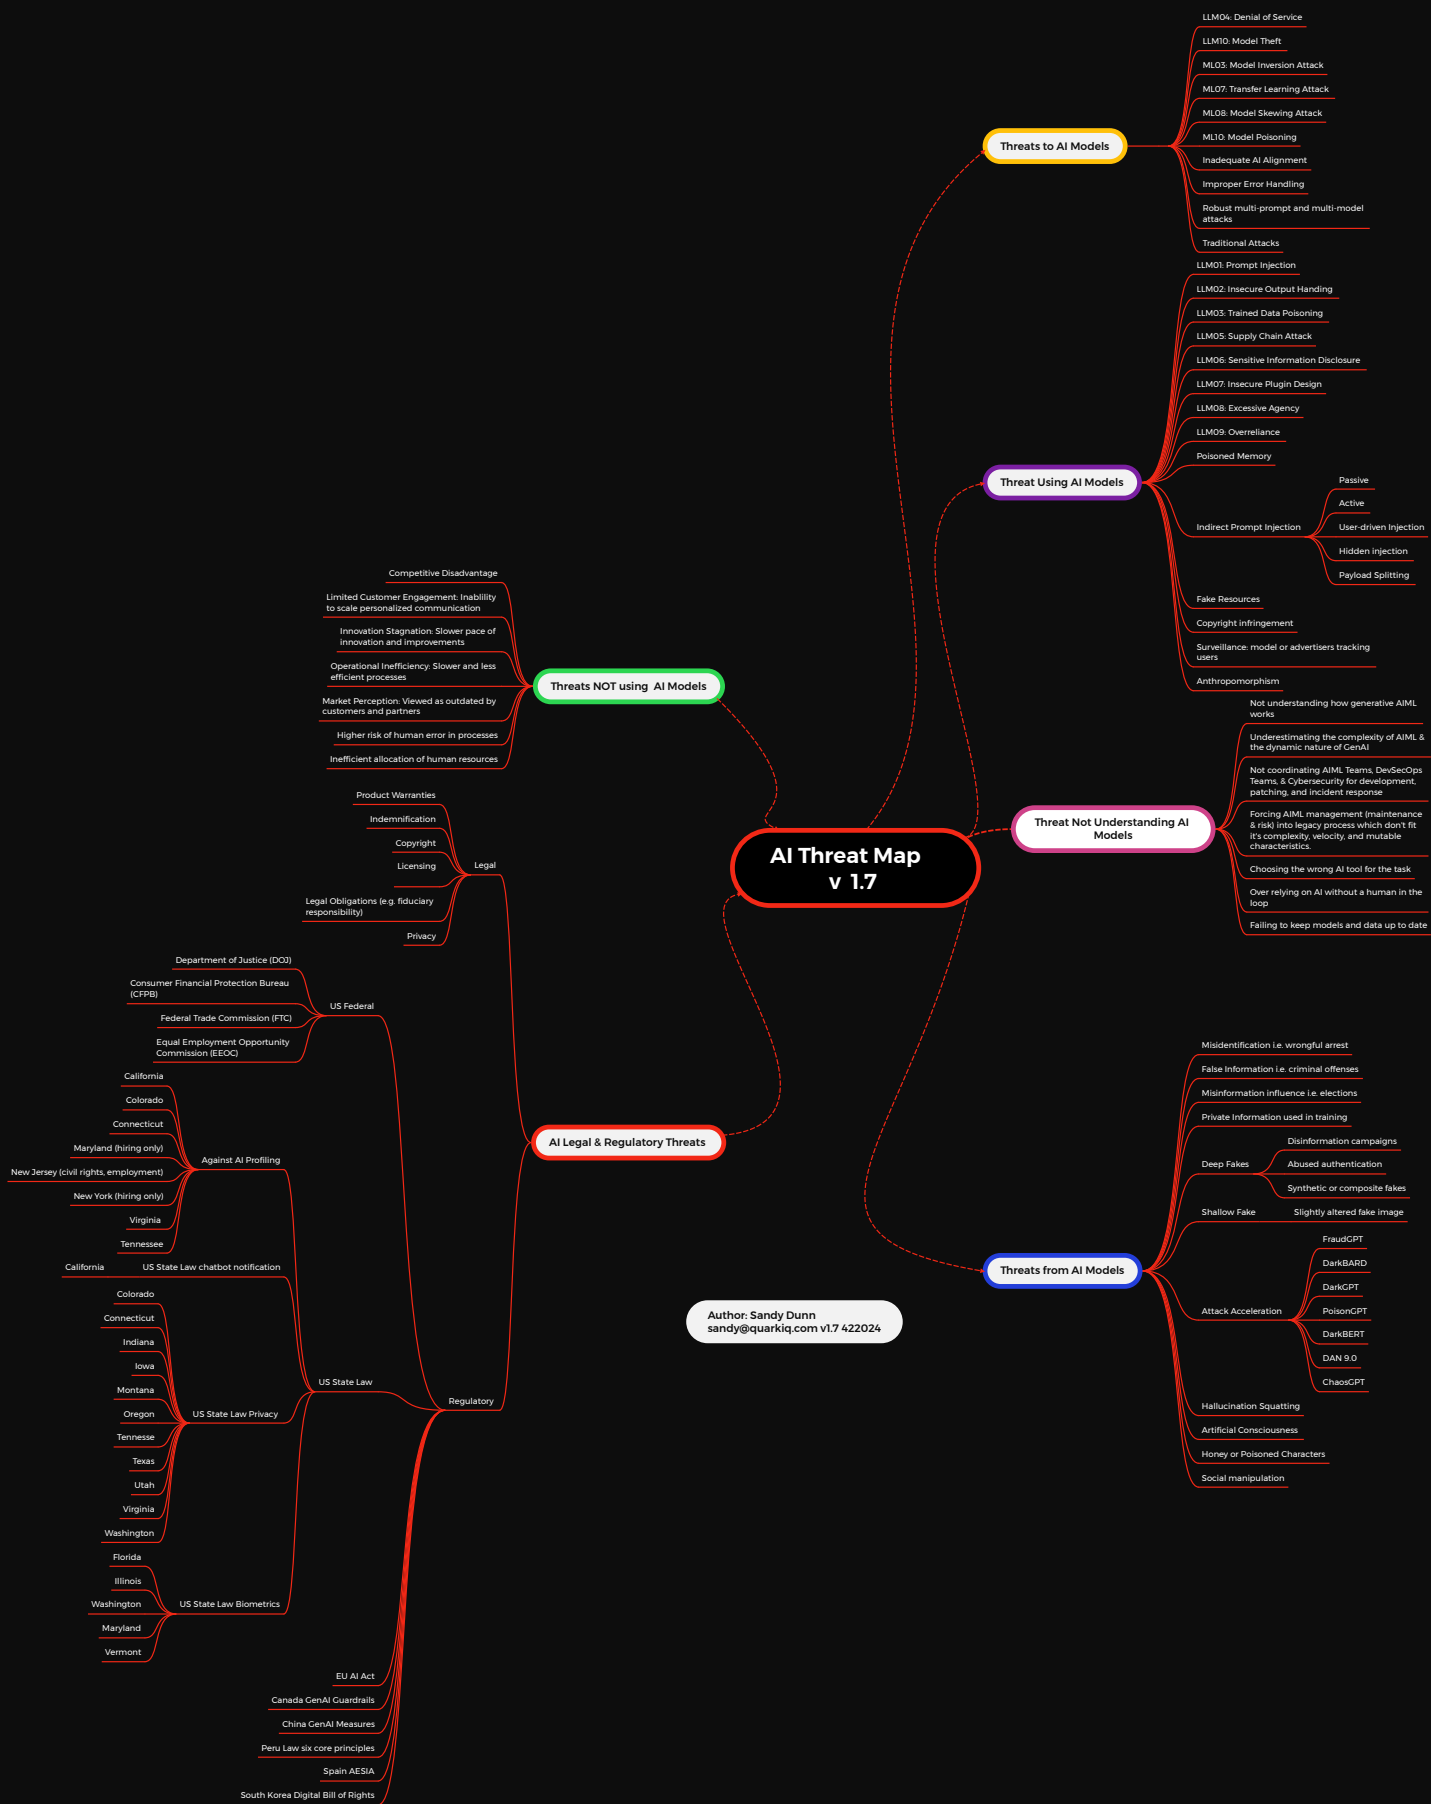 AI Threat Map
v 1.7
Threats to AI Models
LLM04: Denial of Service
LLM10: Model Theft
ML03: Model Inversion Attack
ML07: Transfer Learning Attack
ML08: Model Skewing Attack
ML10: Model Poisoning
Inadequate AI Alignment
Improper Error Handling
Robust multi-prompt and multi-model
attacks
Traditional Attacks
Threat Using AI Models
LLM01: Prompt Injection
LLM02: Insecure Output Handing
LLM03: Trained Data Poisoning
LLM05: Supply Chain Attack
LLM06: Sensitive Information Disclosure
LLM07: Insecure Plugin Design
LLM08: Excessive Agency
LLM09: Overreliance
Poisoned Memory
Indirect Prompt Injection
Passive
Active
User-driven Injection
Hidden injection
Payload Splitting
Fake Resources
Copyright infringement
Surveillance: model or advertisers tracking
users
Anthropomorphism
Threat Not Understanding AI
Models
Not understanding how generative AIML
works
Underestimating the complexity of AIML &
the dynamic nature of GenAI
Not coordinating AIML Teams, DevSecOps
Teams, & Cybersecurity for development,
patching, and incident response
Forcing AIML management (maintenance
& risk) into legacy process which don't fit
it's complexity, velocity, and mutable
characteristics.
Choosing the wrong AI tool for the task
Over relying on AI without a human in the
loop
Failing to keep models and data up to date
Threats from AI Models
Misidentification i.e. wrongful arrest
False Information i.e. criminal offenses
Misinformation influence i.e. elections
Private Information used in training
Deep Fakes
Disinformation campaigns
Abused authentication
Synthetic or composite fakes
Shallow Fake
Slightly altered fake image
Attack Acceleration
FraudGPT
DarkBARD
DarkGPT
PoisonGPT
DarkBERT
DAN 9.0
ChaosGPT
Hallucination Squatting
Artificial Consciousness
Honey or Poisoned Characters
Social manipulation
Threats NOT using  AI Models
Competitive Disadvantage
Limited Customer Engagement: Inablility
to scale personalized communication
Innovation Stagnation: Slower pace of
innovation and improvements
Operational Inefficiency: Slower and less
efficient processes
Market Perception: Viewed as outdated by
customers and partners
Higher risk of human error in processes
Inefficient allocation of human resources
AI Legal & Regulatory Threats
Legal
Product Warranties
Indemnification
Copyright
Licensing
Legal Obligations (e.g. fiduciary
responsibility)
Privacy
Regulatory
US Federal
Department of Justice (DOJ)
Consumer Financial Protection Bureau
(CFPB)
Federal Trade Commission (FTC)
Equal Employment Opportunity
Commission (EEOC)
US State Law
Against AI Profiling
California
Colorado
Connecticut
Maryland (hiring only)
New Jersey (civil rights, employment)
New York (hiring only)
Virginia
Tennessee
US State Law chatbot notification
California
US State Law Privacy
Colorado
Connecticut
Indiana
Iowa
Montana
Oregon
Tennesse
Texas
Utah
Virginia
Washington
US State Law Biometrics
Florida
Illinois
Washington
Maryland
Vermont
EU AI Act
Canada GenAI Guardrails
China GenAI Measures
Peru Law six core principles
Spain AESIA
South Korea Digital Bill of Rights
Author: Sandy Dunn
sandy@quarkiq.com v1.7 422024